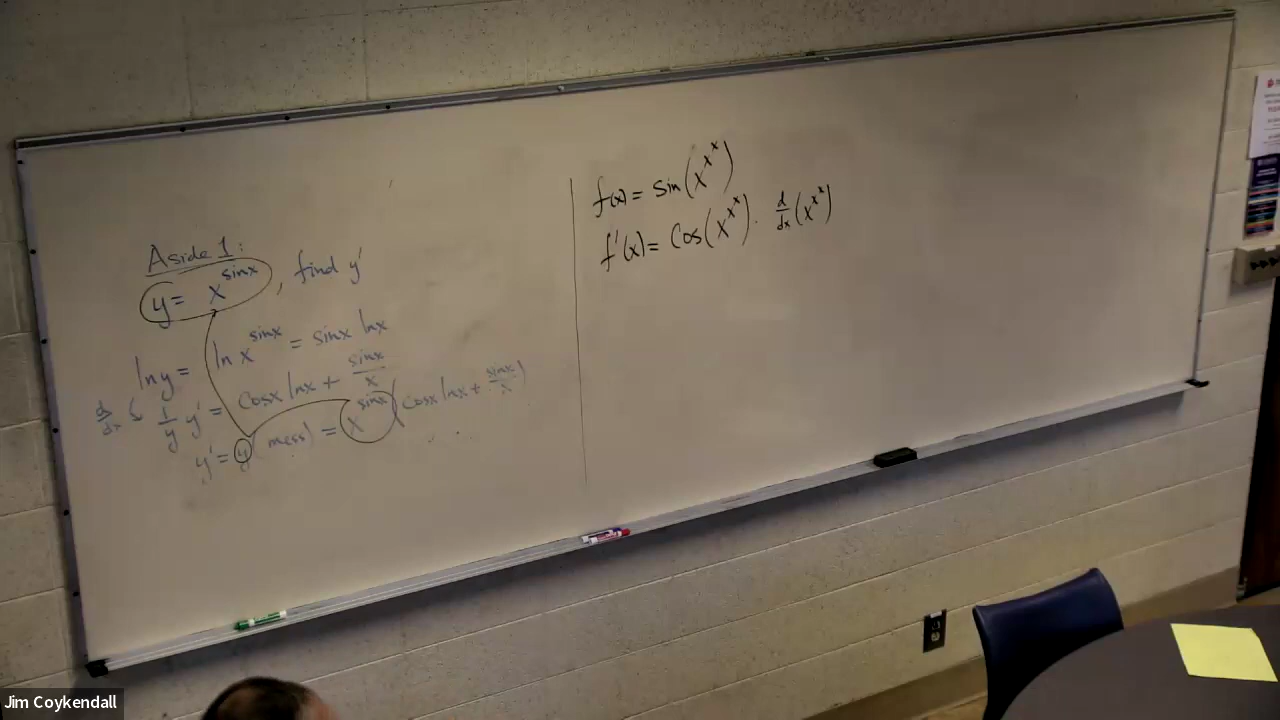 Aside 1:
y = x^sinx , find y'
ln y = ln x^sinx = sinx lnx
d/dx ↓ 1/y y' = cosx lnx + sinx/x
y' = y(mess) = x^sinx (cosx lnx + sinx/x)
f(x) = sin(x^x^x)
f'(x) = cos(x^x^x) · d/dx (x^x^x)
Jim Coykendall